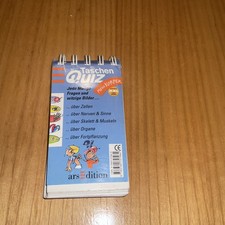 Taschen
QUIZ
Jede Menge
Fragen und
witzige Bilder ...
... über Zellen
... über Nerven & Sinne
... über Skelett & Muskeln
... über Organe
... über Fortpflanzung
arsEdition
CE